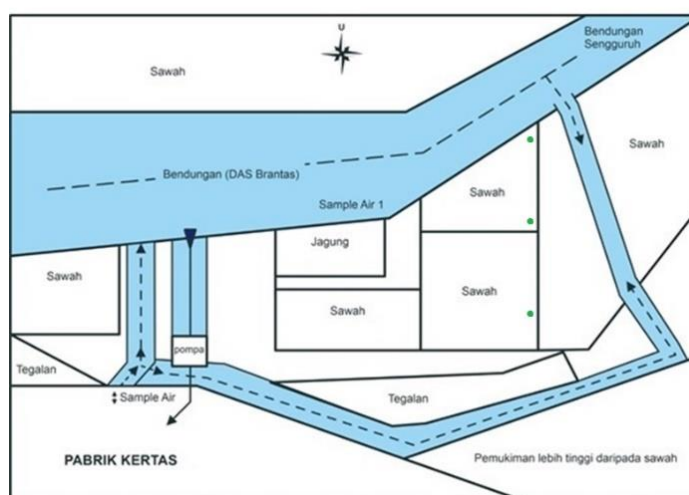 U
Bendungan
Sengguruh
Sawah
Sawah
Bendungan (DAS Brantas)
Sawah
Sample Air 1
Jagung
Sawah
Sawah
Sawah
pompa
Tegalan
Sample Air
Tegalan
PABRIK KERTAS
Pemukiman lebih tinggi daripada sawah